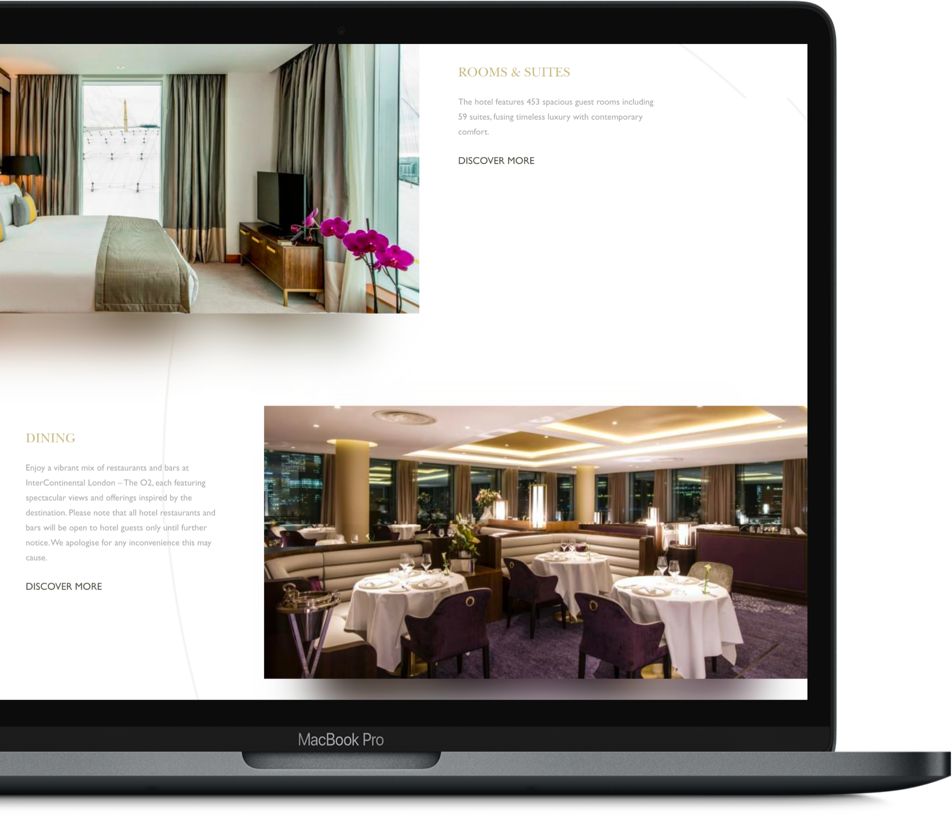 ROOMS & SUITES
The hotel features 453 spacious guest rooms including
59 suites, fusing timeless luxury with contemporary
comfort.
DISCOVER MORE
DINING
Enjoy a vibrant mix of restaurants and bars at
InterContinental London – The O2, each featuring
spectacular views and offerings inspired by the
destination. Please note that all hotel restaurants and
bars will be open to hotel guests only until further
notice. We apologise for any inconvenience this may
cause.
DISCOVER MORE
MacBook Pro